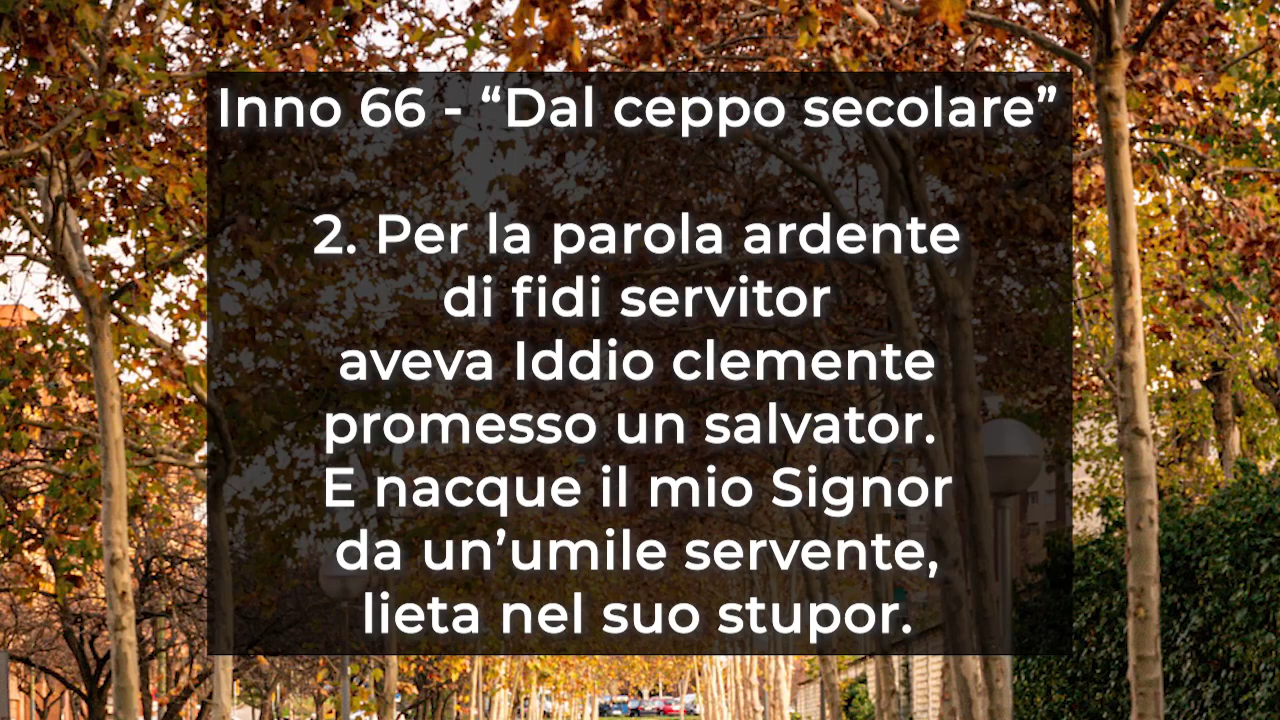 Inno 66 - “Dal ceppo secolare”
2. Per la parola ardente
di fidi servitor
aveva Iddio clemente
promesso un salvator.
E nacque il mio Signor
da un’umile servente,
lieta nel suo stupor.